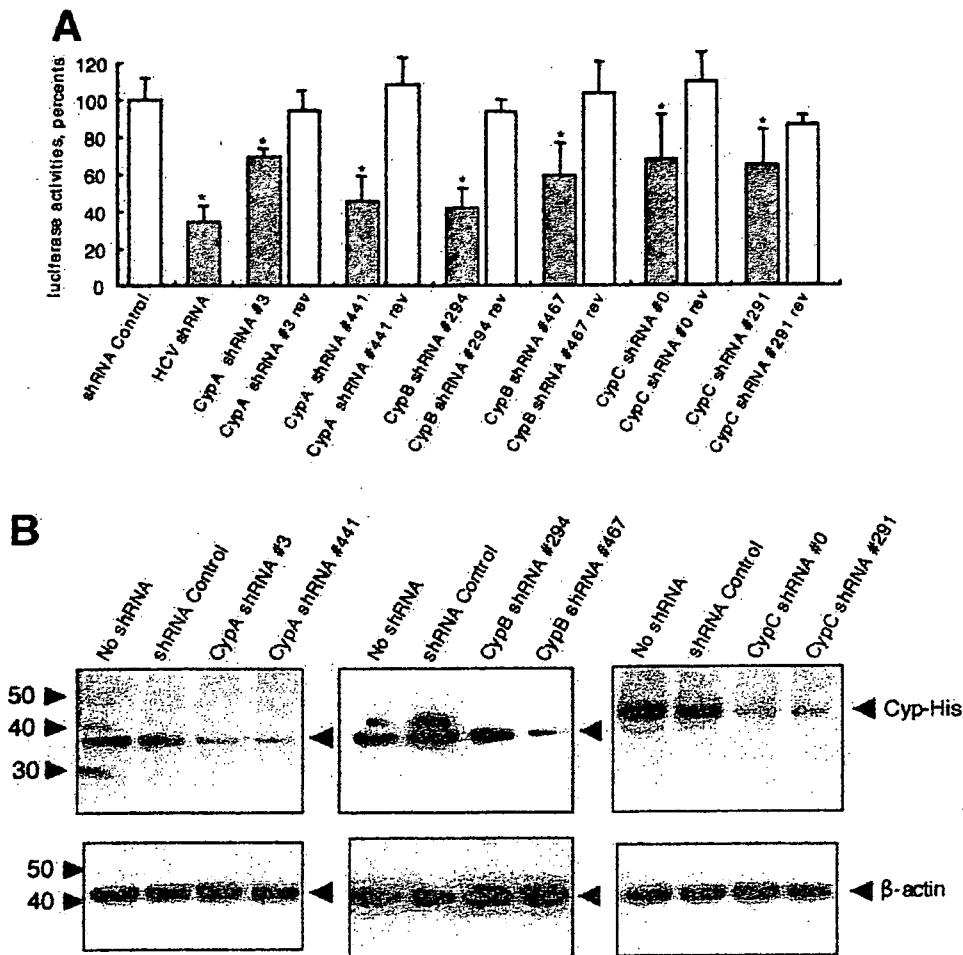 A
luciferase activities, percents
120
100
80
60
40
20
0
shRNA Control
HCV shRNA
CypA shRNA #3
CypA shRNA #3 rev
CypA shRNA #441
CypA shRNA #441 rev
CypB shRNA #294
CypB shRNA #294 rev
CypB shRNA #467
CypB shRNA #467 rev
CypC shRNA #0
CypC shRNA #0 rev
CypC shRNA #291
CypC shRNA #291 rev
* * * * * * *
B
No shRNA
shRNA Control
CypA shRNA #3
CypA shRNA #441
No shRNA
shRNA Control
CypB shRNA #294
CypB shRNA #467
No shRNA
shRNA Control
CypC shRNA #0
CypC shRNA #291
50
40
30
Cyp-His
50
40
β-actin